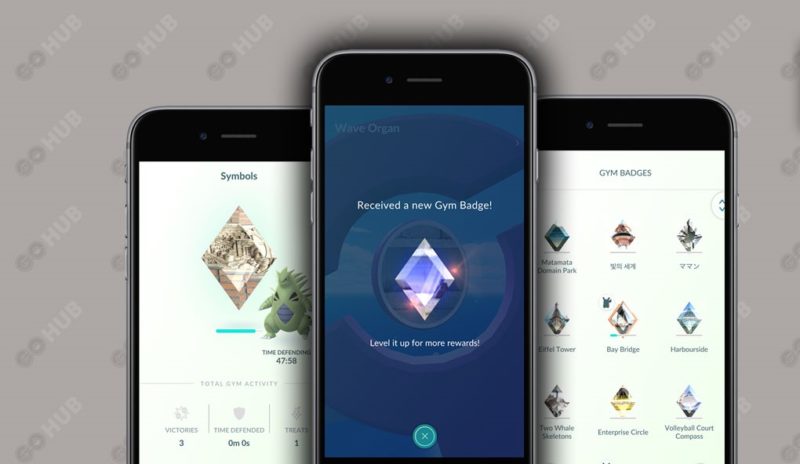 GO HUB
Symbols
TIME DEFENDING
47:58
TOTAL GYM ACTIVITY
VICTORIES
3
TIME DEFENDED
0m 0s
TREATS
1
Wave Organ
Received a new Gym Badge!
Level it up for more rewards!
GYM BADGES
Matamata
Domain Park
빛의 세계
ママン
Eiffel Tower
Bay Bridge
Harbourside
Two Whale
Skeletons
Enterprise Circle
Volleyball Court
Compass